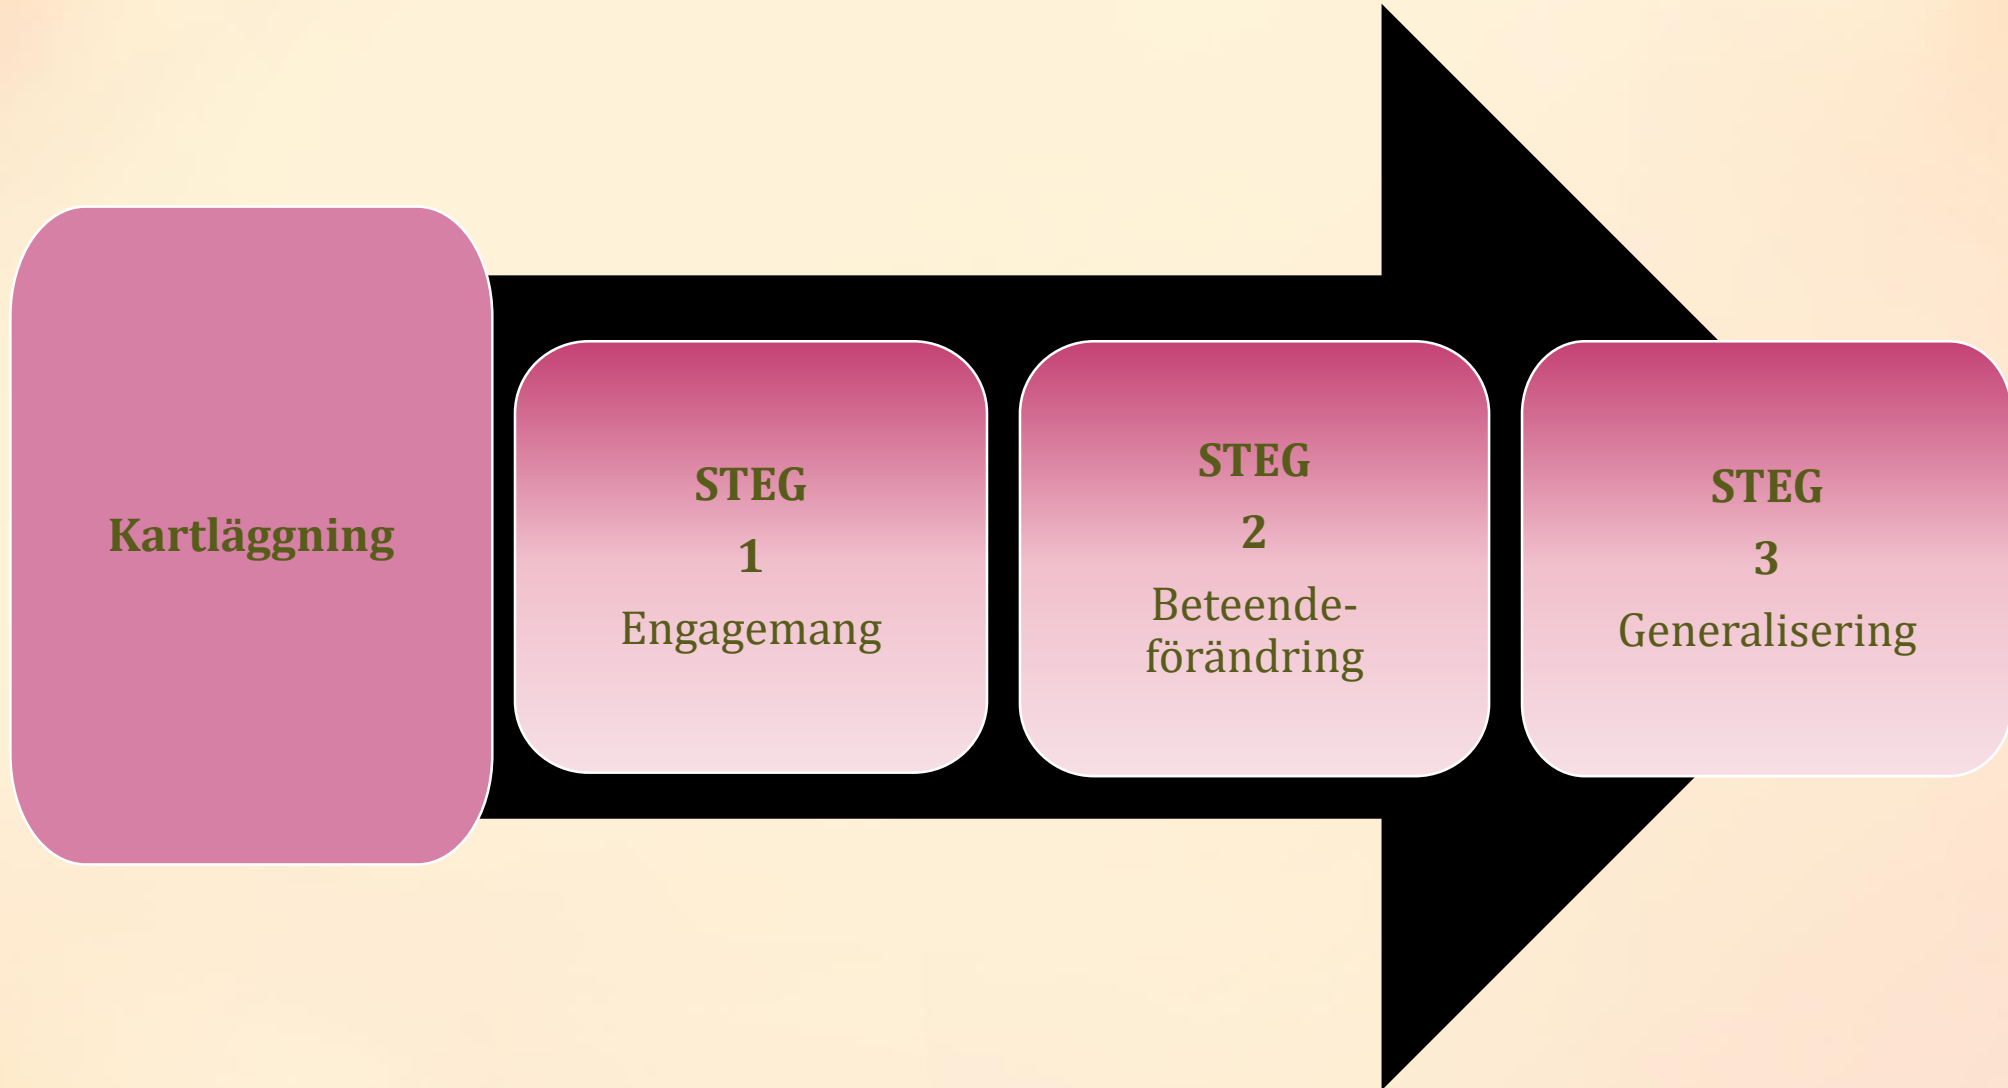 Kartläggning
STEG
1
Engagemang
STEG
2
Beteende-
förändring
STEG
3
Generalisering